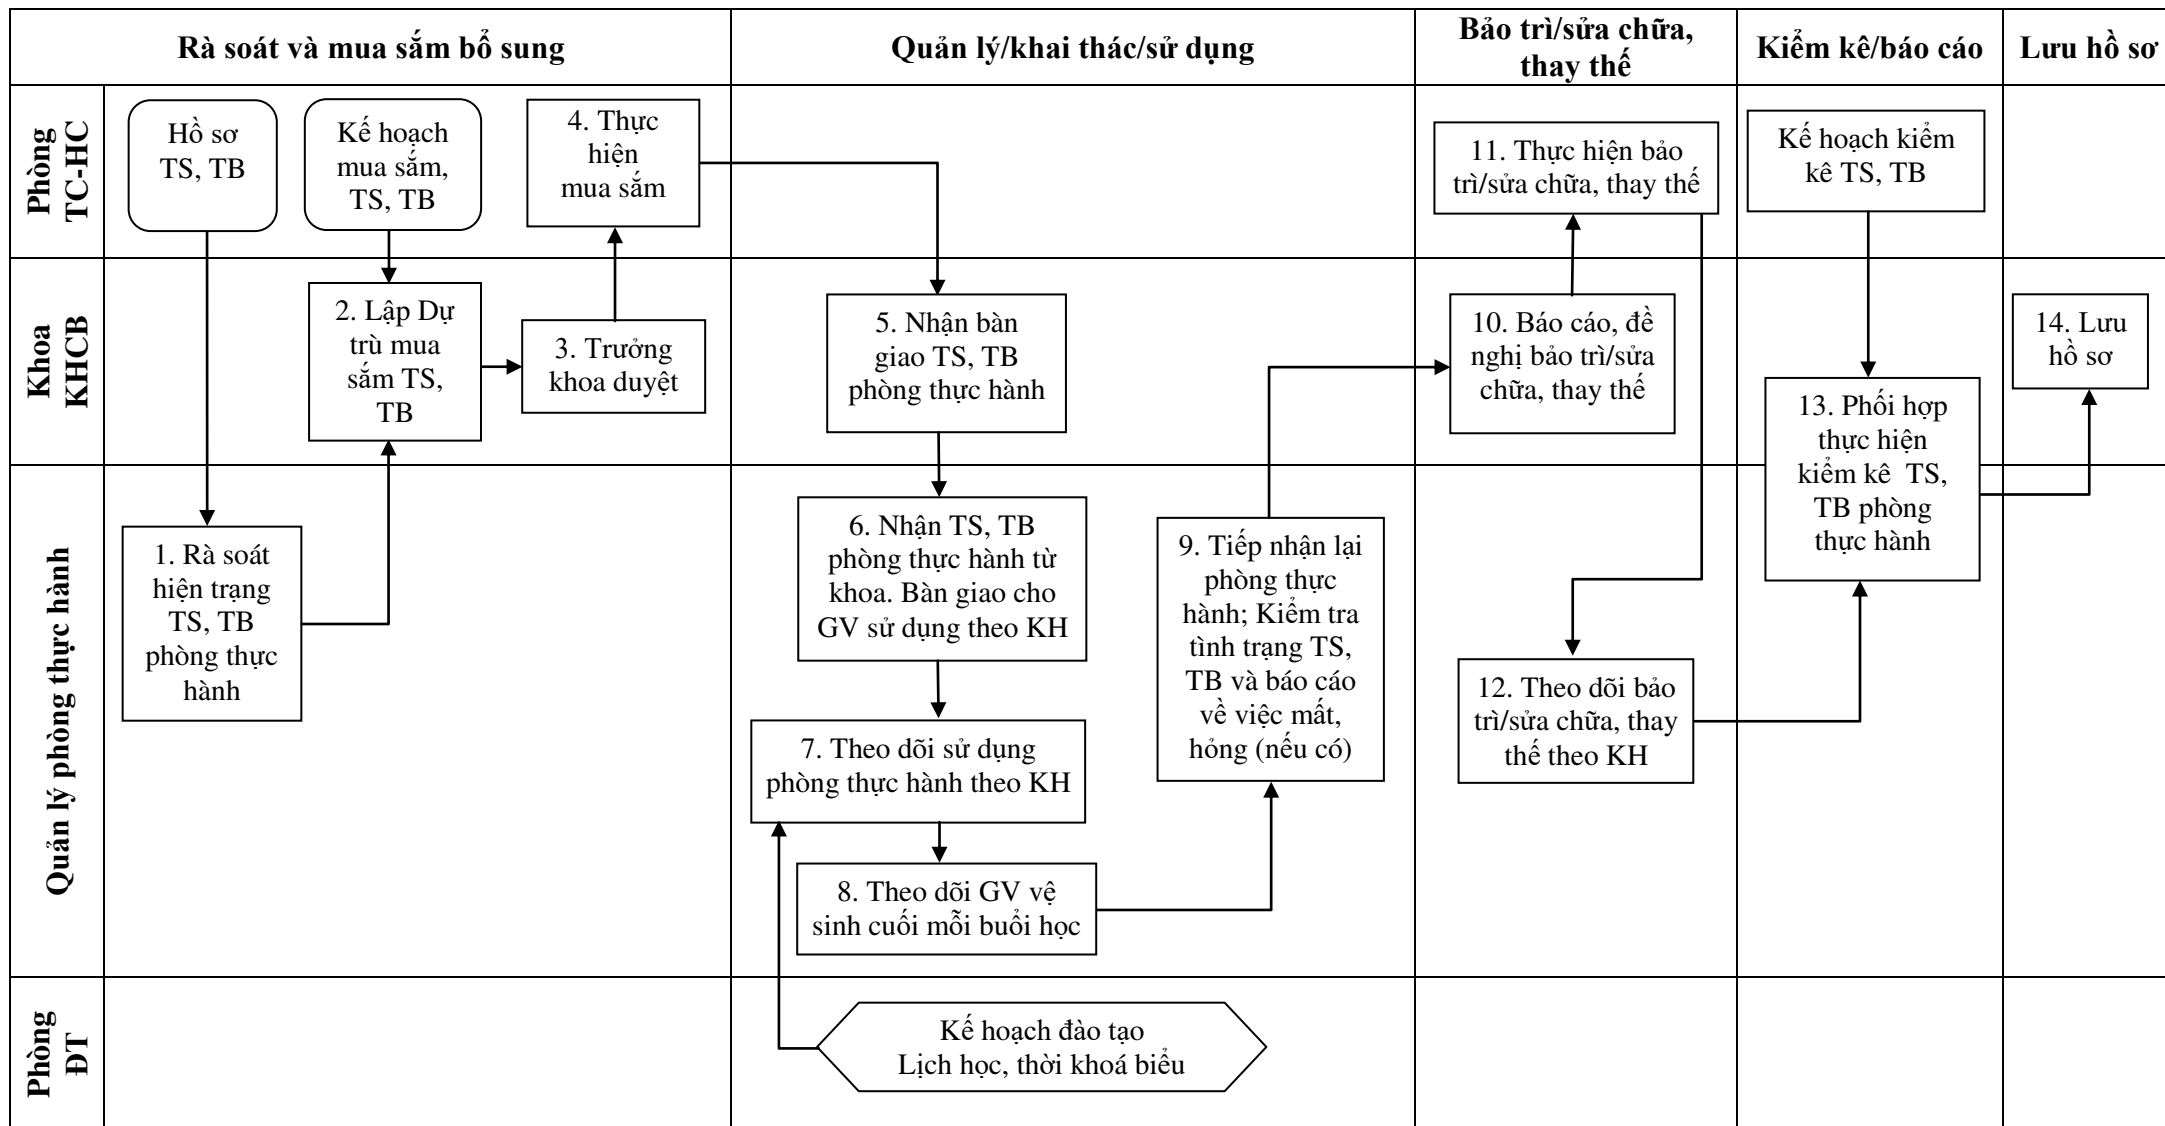 Rà soát và mua sắm bổ sung
Quản lý/khai thác/sử dụng
Bảo trì/sửa chữa,
thay thế
Kiểm kê/báo cáo
Lưu hồ sơ
Phòng
TC-HC
Hồ sơ
TS, TB
Kế hoạch
mua sắm,
TS, TB
4. Thực
hiện
mua sắm
11. Thực hiện bảo
trì/sửa chữa, thay thế
Kế hoạch kiểm
kê TS, TB
Khoa
KHCB
2. Lập Dự
trù mua
sắm TS,
TB
3. Trưởng
khoa duyệt
5. Nhận bàn
giao TS, TB
phòng thực hành
10. Báo cáo, đề
nghị bảo trì/sửa
chữa, thay thế
13. Phối hợp
thực hiện
kiểm kê TS,
TB phòng
thực hành
14. Lưu
hồ sơ
Quản lý phòng thực hành
1. Rà soát
hiện trạng
TS, TB
phòng thực
hành
6. Nhận TS, TB
phòng thực hành từ
khoa. Bàn giao cho
GV sử dụng theo KH
7. Theo dõi sử dụng
phòng thực hành theo KH
8. Theo dõi GV vệ
sinh cuối mỗi buổi học
9. Tiếp nhận lại
phòng thực
hành; Kiểm tra
tình trạng TS,
TB và báo cáo
về việc mất,
hỏng (nếu có)
12. Theo dõi bảo
trì/sửa chữa, thay
thế theo KH
Phòng
ĐT
Kế hoạch đào tạo
Lịch học, thời khoá biểu